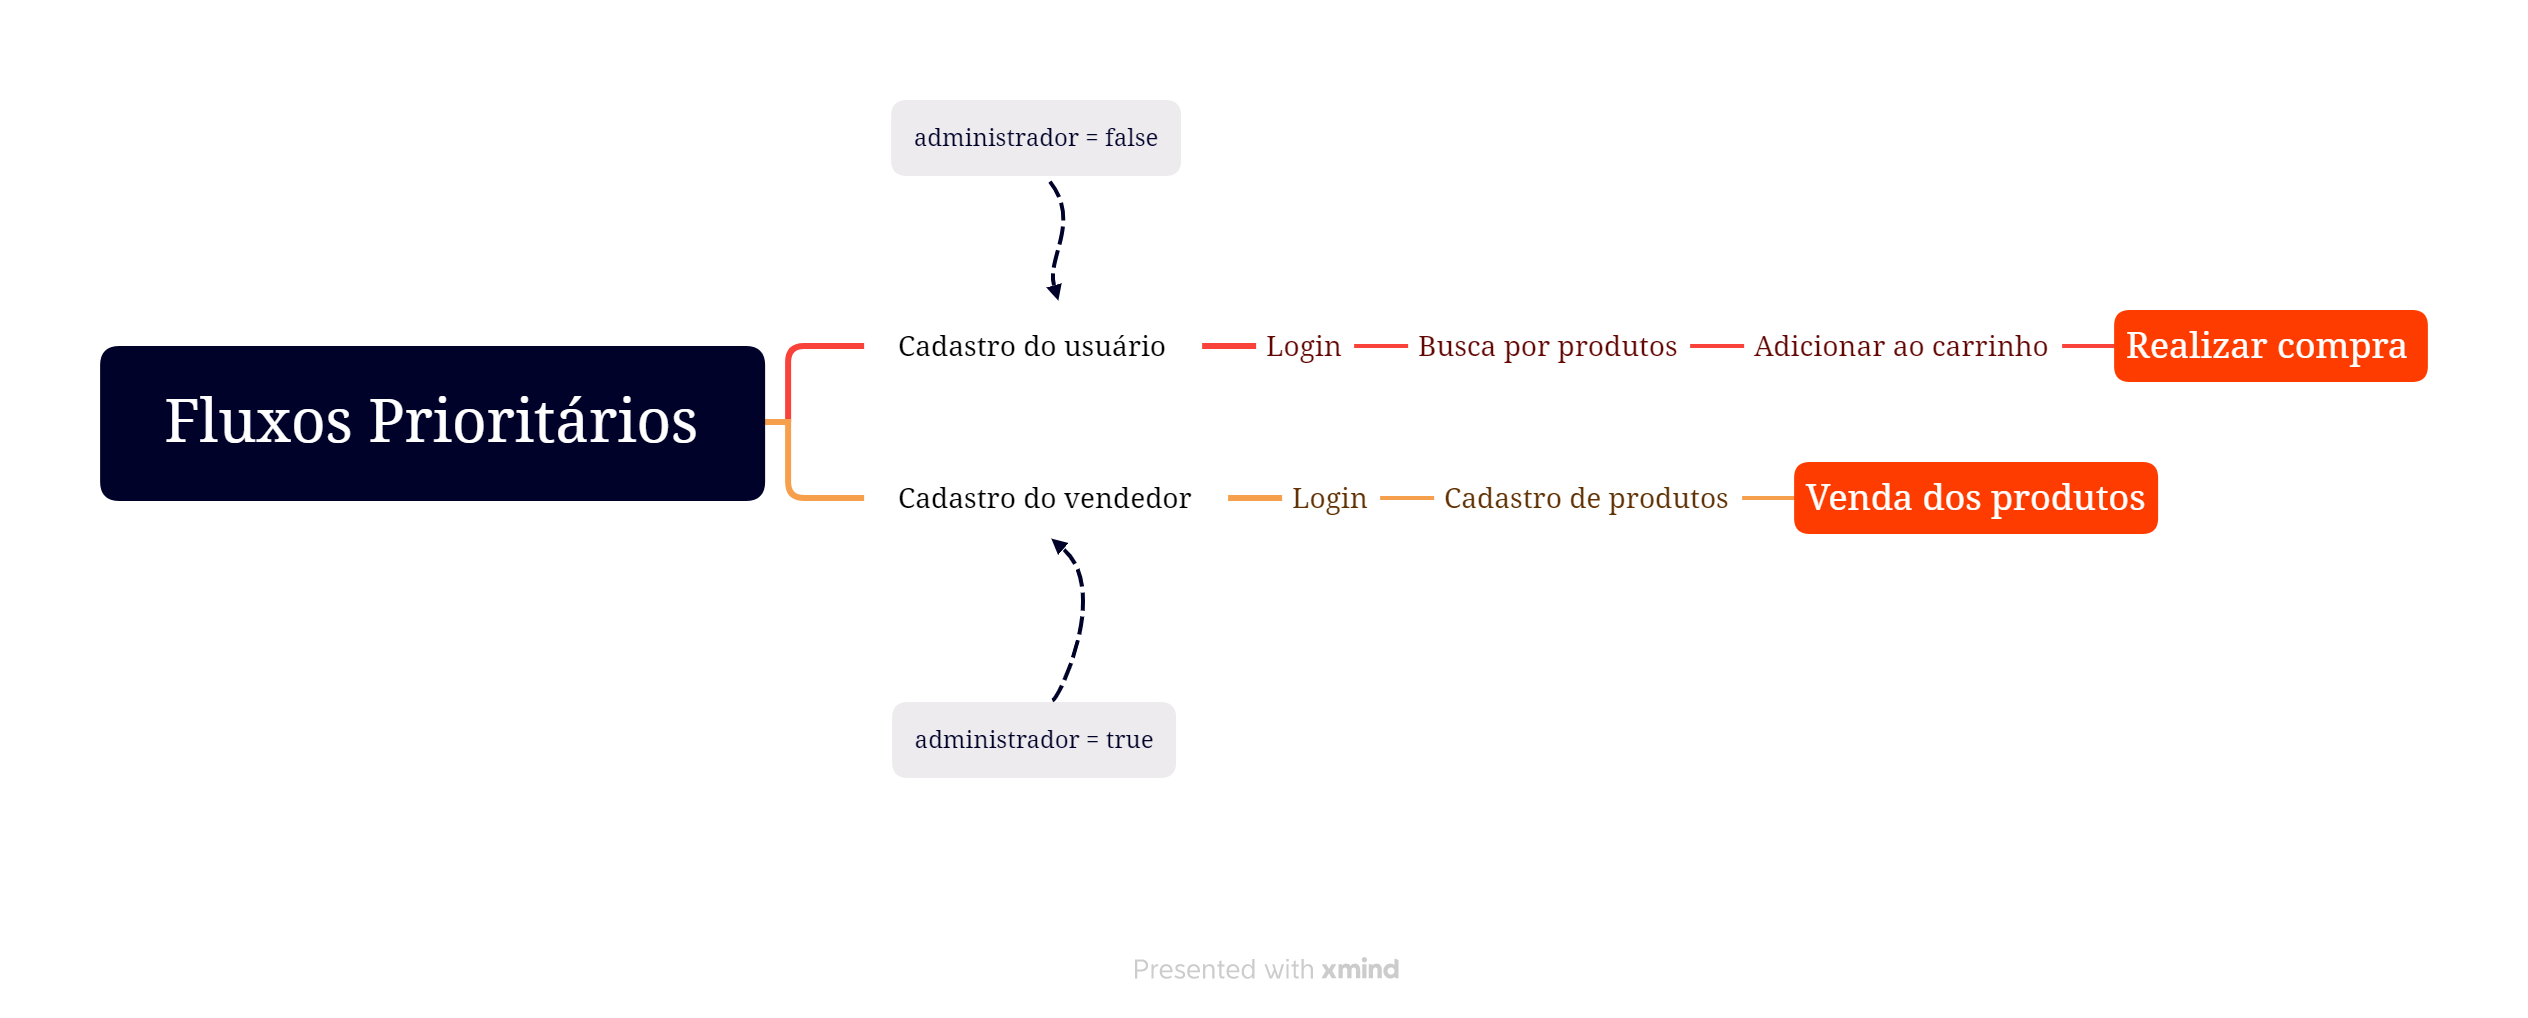 administrador = false
Fluxos Prioritários
Cadastro do usuário
Login
Busca por produtos
Adicionar ao carrinho
Realizar compra
Cadastro do vendedor
Login
Cadastro de produtos
Venda dos produtos
administrador = true
Presented with xmind